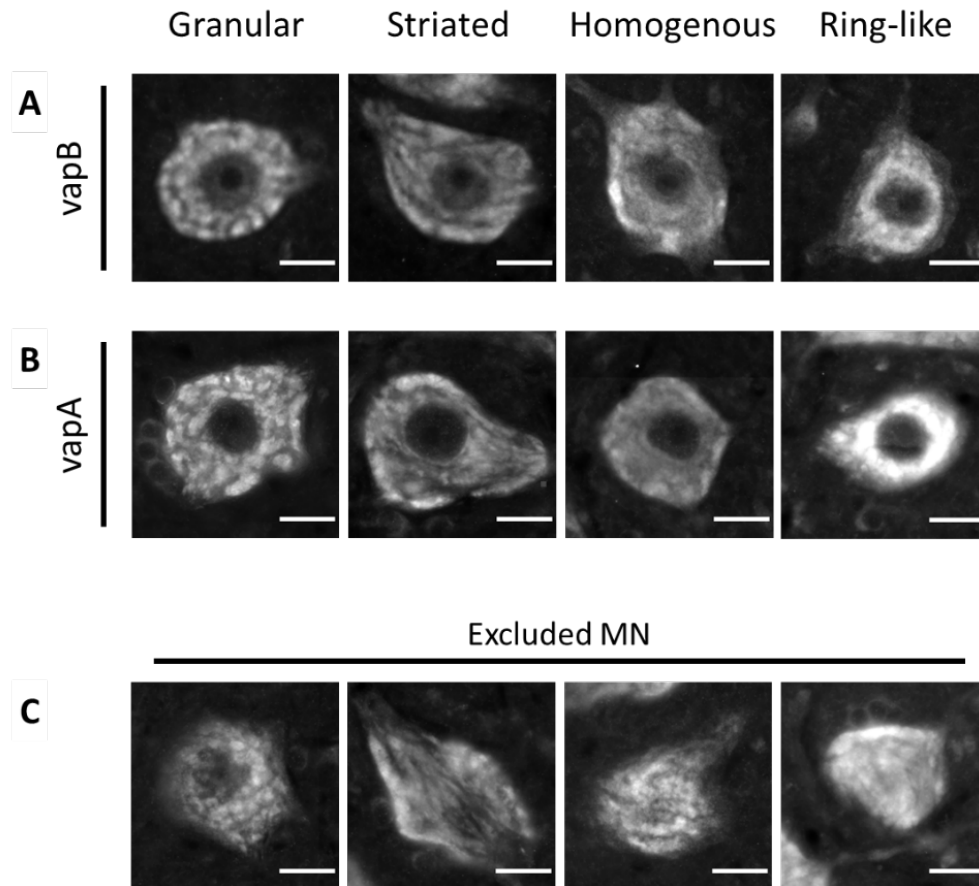 Granular Striated Homogenous Ring-like
A
vapB
B
vapA
Excluded MN
C